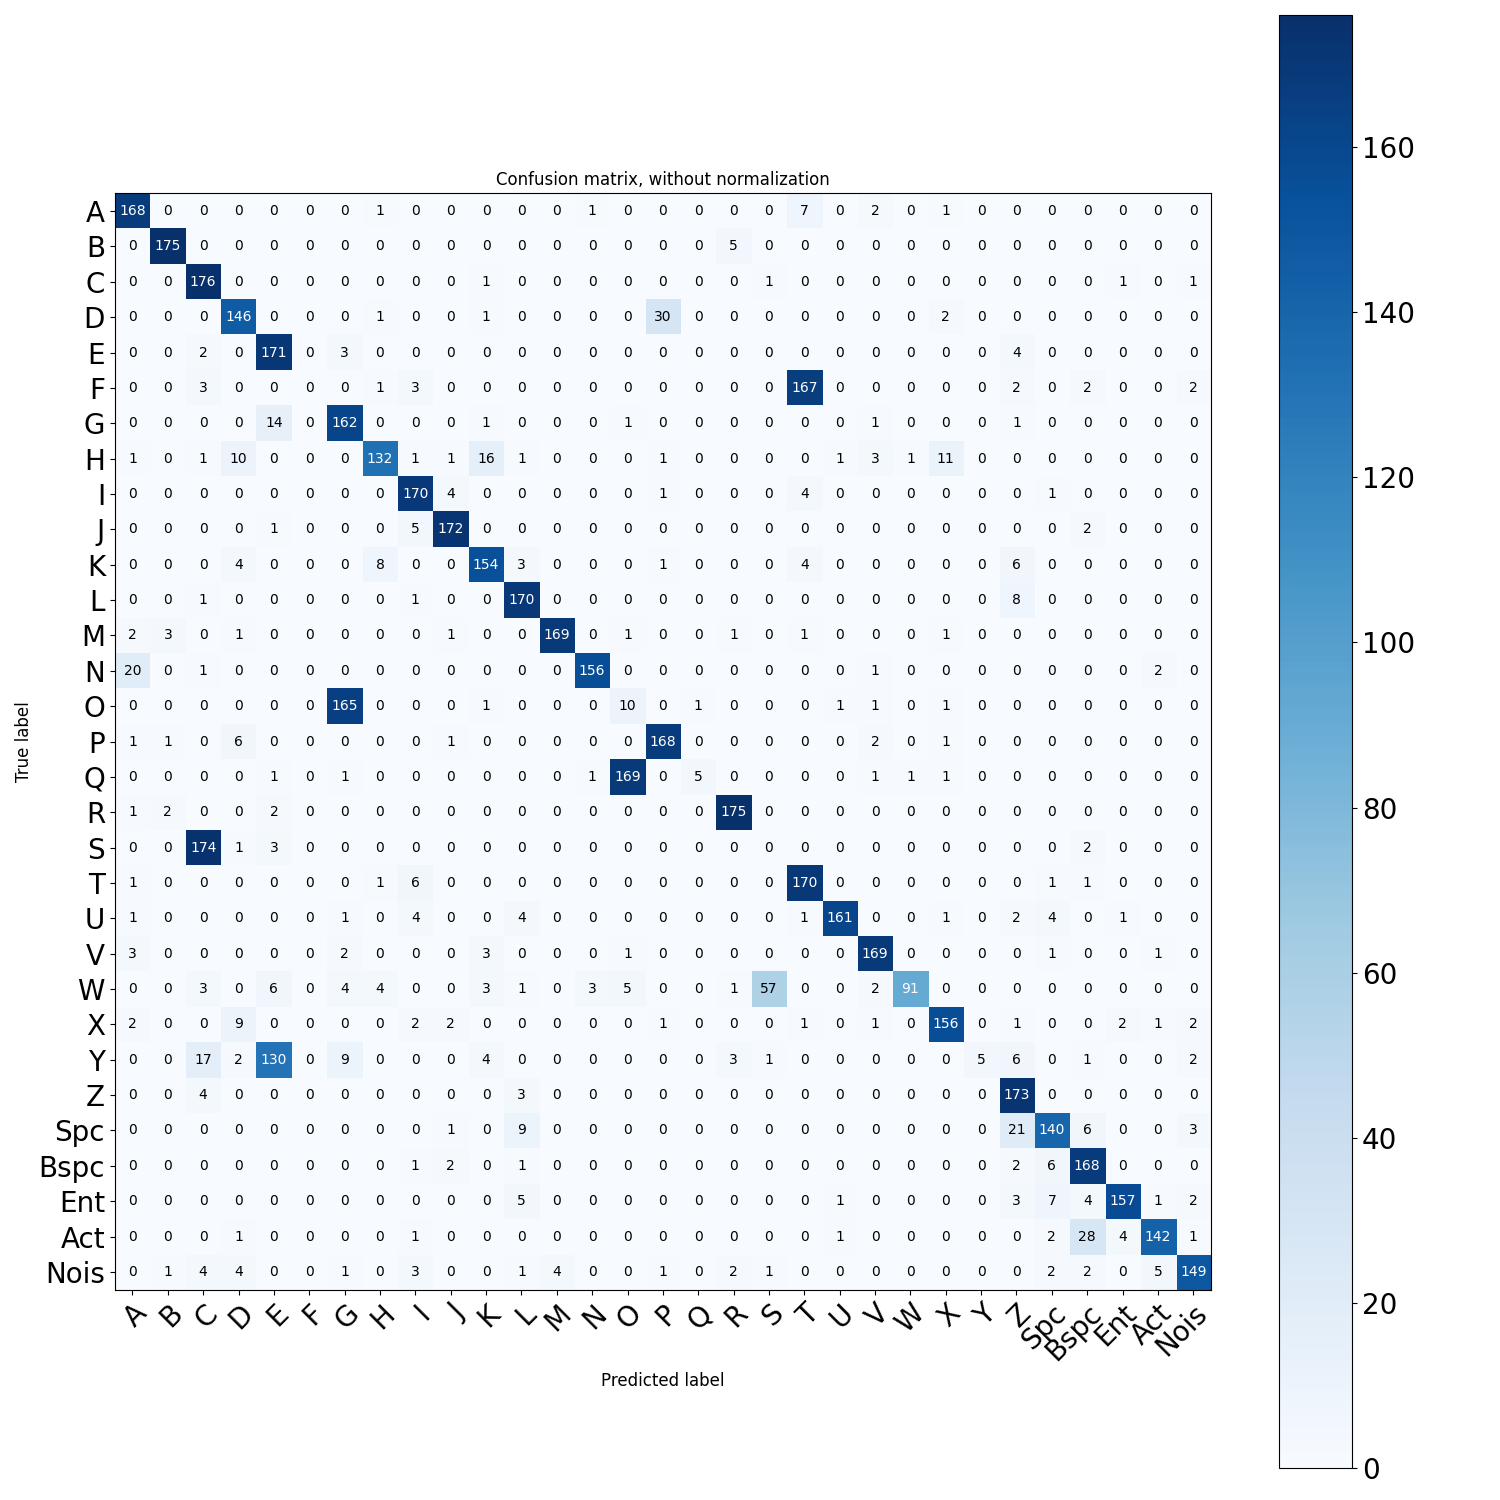 Confusion matrix, without normalization
A 168 0 0 0 0 0 0 1 0 0 0 0 0 1 0 0 0 0 0 7 0 2 0 1 0 0 0 0 0 0 0
B 0 175 0 0 0 0 0 0 0 0 0 0 0 0 0 0 0 5 0 0 0 0 0 0 0 0 0 0 0 0 0
C 0 0 176 0 0 0 0 0 0 0 1 0 0 0 0 0 0 0 1 0 0 0 0 0 0 0 0 0 1 0 1
D 0 0 0 146 0 0 0 1 0 0 1 0 0 0 0 30 0 0 0 0 0 0 0 2 0 0 0 0 0 0 0
E 0 0 2 0 171 0 3 0 0 0 0 0 0 0 0 0 0 0 0 0 0 0 0 0 0 4 0 0 0 0 0
F 0 0 3 0 0 0 0 1 3 0 0 0 0 0 0 0 0 0 0 167 0 0 0 0 0 2 0 2 0 0 2
G 0 0 0 0 14 0 162 0 0 0 1 0 0 0 1 0 0 0 0 0 0 1 0 0 0 1 0 0 0 0 0
H 1 0 1 10 0 0 0 132 1 1 16 1 0 0 0 1 0 0 0 0 1 3 1 11 0 0 0 0 0 0 0
I 0 0 0 0 0 0 0 0 170 4 0 0 0 0 0 1 0 0 0 4 0 0 0 0 0 0 1 0 0 0 0
J 0 0 0 0 1 0 0 0 5 172 0 0 0 0 0 0 0 0 0 0 0 0 0 0 0 0 0 2 0 0 0
K 0 0 0 4 0 0 0 8 0 0 154 3 0 0 0 1 0 0 0 4 0 0 0 0 0 6 0 0 0 0 0
L 0 0 1 0 0 0 0 0 1 0 0 170 0 0 0 0 0 0 0 0 0 0 0 0 0 8 0 0 0 0 0
M 2 3 0 1 0 0 0 0 0 1 0 0 169 0 1 0 0 1 0 1 0 0 0 1 0 0 0 0 0 0 0
N 20 0 1 0 0 0 0 0 0 0 0 0 0 156 0 0 0 0 0 0 0 1 0 0 0 0 0 0 0 2 0
O 0 0 0 0 0 0 165 0 0 0 1 0 0 0 10 0 1 0 0 0 1 1 0 1 0 0 0 0 0 0 0
P 1 1 0 6 0 0 0 0 0 1 0 0 0 0 0 168 0 0 0 0 0 2 0 1 0 0 0 0 0 0 0
Q 0 0 0 0 1 0 1 0 0 0 0 0 0 1 169 0 5 0 0 0 0 1 1 1 0 0 0 0 0 0 0
R 1 2 0 0 2 0 0 0 0 0 0 0 0 0 0 0 0 175 0 0 0 0 0 0 0 0 0 0 0 0 0
S 0 0 174 1 3 0 0 0 0 0 0 0 0 0 0 0 0 0 0 0 0 0 0 0 0 0 0 2 0 0 0
T 1 0 0 0 0 0 0 1 6 0 0 0 0 0 0 0 0 0 0 170 0 0 0 0 0 0 1 1 0 0 0
U 1 0 0 0 0 0 1 0 4 0 0 4 0 0 0 0 0 0 0 1 161 0 0 1 0 2 4 0 1 0 0
V 3 0 0 0 0 0 2 0 0 0 3 0 0 0 1 0 0 0 0 0 0 169 0 0 0 0 1 0 0 1 0
W 0 0 3 0 6 0 4 4 0 0 3 1 0 3 5 0 0 1 57 0 0 2 91 0 0 0 0 0 0 0 0
X 2 0 0 9 0 0 0 0 2 2 0 0 0 0 0 1 0 0 0 1 0 1 0 156 0 1 0 0 2 1 2
Y 0 0 17 2 130 0 9 0 0 0 4 0 0 0 0 0 0 3 1 0 0 0 0 0 5 6 0 1 0 0 2
Z 0 0 4 0 0 0 0 0 0 0 0 3 0 0 0 0 0 0 0 0 0 0 0 0 0 173 0 0 0 0 0
Spc 0 0 0 0 0 0 0 0 0 1 0 9 0 0 0 0 0 0 0 0 0 0 0 0 0 21 140 6 0 0 3
Bspc 0 0 0 0 0 0 0 0 1 2 0 1 0 0 0 0 0 0 0 0 0 0 0 0 0 2 6 168 0 0 0
Ent 0 0 0 0 0 0 0 0 0 0 0 5 0 0 0 0 0 0 0 0 1 0 0 0 0 3 7 4 157 1 2
Act 0 0 0 1 0 0 0 0 1 0 0 0 0 0 0 0 0 0 0 0 1 0 0 0 0 0 2 28 4 142 1
Nois 0 1 4 4 0 0 1 0 3 0 0 1 4 0 0 1 0 2 1 0 0 0 0 0 0 0 2 2 0 5 149
A B C D E F G H I J K L M N O P Q R S T U V W X Y Z Spc Bspc Ent Act Nois
Predicted label
True label
160
140
120
100
80
60
40
20
0